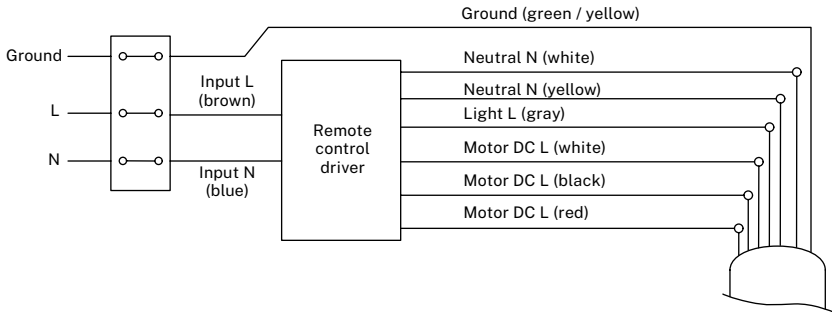 Ground (green / yellow)
Ground
L
N
Input L
(brown)
Input N
(blue)
Remote
control
driver
Neutral N (white)
Neutral N (yellow)
Light L (gray)
Motor DC L (white)
Motor DC L (black)
Motor DC L (red)